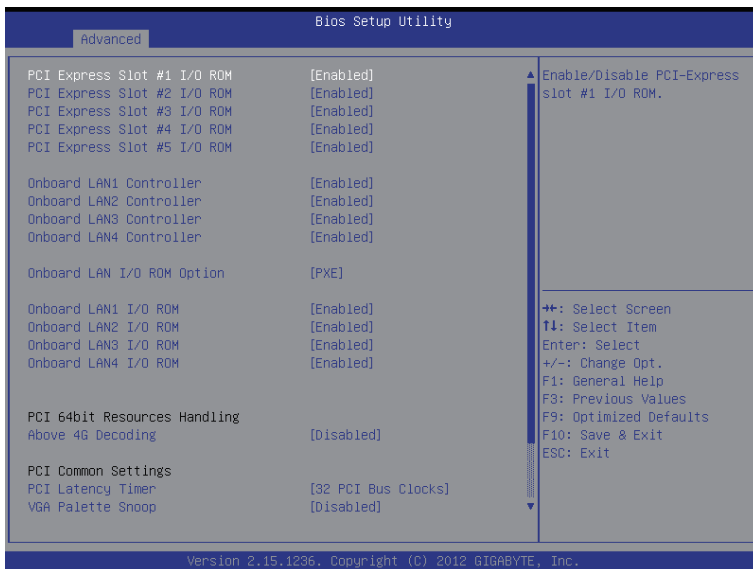 Bios Setup Utility
Advanced
PCI Express Slot #1 I/O ROM [Enabled]
PCI Express Slot #2 I/O ROM [Enabled]
PCI Express Slot #3 I/O ROM [Enabled]
PCI Express Slot #4 I/O ROM [Enabled]
PCI Express Slot #5 I/O ROM [Enabled]
Onboard LAN1 Controller [Enabled]
Onboard LAN2 Controller [Enabled]
Onboard LAN3 Controller [Enabled]
Onboard LAN4 Controller [Enabled]
Onboard LAN I/O ROM Option [PXE]
Onboard LAN1 I/O ROM [Enabled]
Onboard LAN2 I/O ROM [Enabled]
Onboard LAN3 I/O ROM [Enabled]
Onboard LAN4 I/O ROM [Enabled]
PCI 64bit Resources Handling
Above 4G Decoding [Disabled]
PCI Common Settings
PCI Latency Timer [32 PCI Bus Clocks]
VGA Palette Snoop [Disabled]
Enable/Disable PCI-Express
slot #1 I/O ROM.
→←: Select Screen
↑↓: Select Item
Enter: Select
+/-: Change Opt.
F1: General Help
F3: Previous Values
F9: Optimized Defaults
F10: Save & Exit
ESC: Exit
Version 2.15.1236. Copyright (C) 2012 GIGABYTE, Inc.